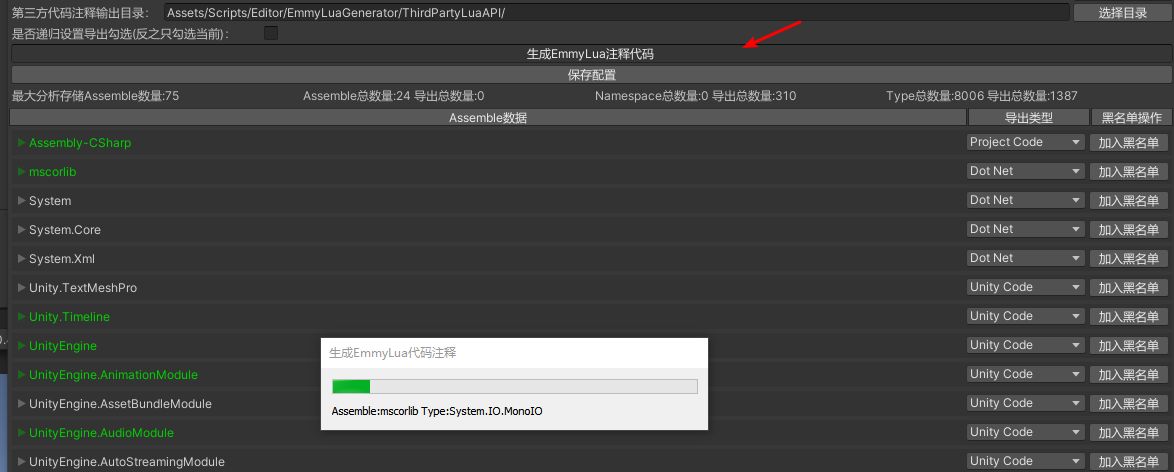 第三方代码注释输出目录: Assets/Scripts/Editor/EmmyLuaGenerator/ThirdPartyLuaAPI/ 选择目录
是否递归设置导出勾选(反之只勾选当前):
生成EmmyLua注释代码
保存配置
最大分析存储Assemble数量:75 Assemble总数量:24 导出总数量:0 Namespace总数量:0 导出总数量:310 Type总数量:8006 导出总数量:1387
Assemble数据 导出类型 黑名单操作
Assembly-CSharp Project Code 加入黑名单
mscorlib Dot Net 加入黑名单
System Dot Net 加入黑名单
System.Core Dot Net 加入黑名单
System.Xml Dot Net 加入黑名单
Unity.TextMeshPro Unity Code 加入黑名单
Unity.Timeline Unity Code 加入黑名单
UnityEngine Unity Code 加入黑名单
UnityEngine.AnimationModule Unity Code 加入黑名单
UnityEngine.AssetBundleModule Unity Code 加入黑名单
UnityEngine.AudioModule Unity Code 加入黑名单
UnityEngine.AutoStreamingModule Unity Code 加入黑名单
生成EmmyLua代码注释
Assemble:mscorlib Type:System.IO.MonoIO